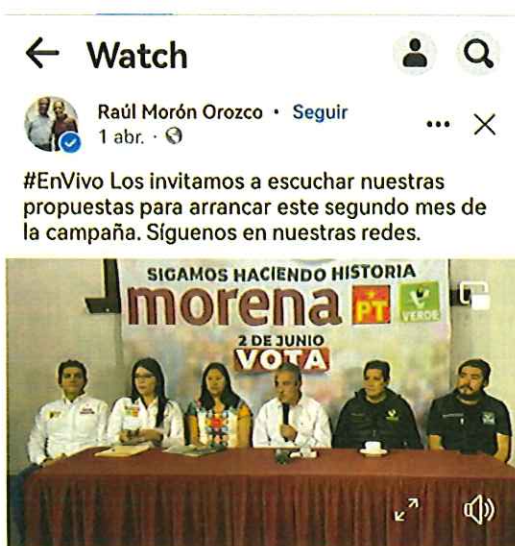 Watch
Raúl Morón Orozco • Seguir
1 abr. ·
#EnVivo Los invitamos a escuchar nuestras
propuestas para arrancar este segundo mes de
la campaña. Síguenos en nuestras redes.
SIGAMOS HACIENDO HISTORIA
morena PT VERDE
2 DE JUNIO
VOTA